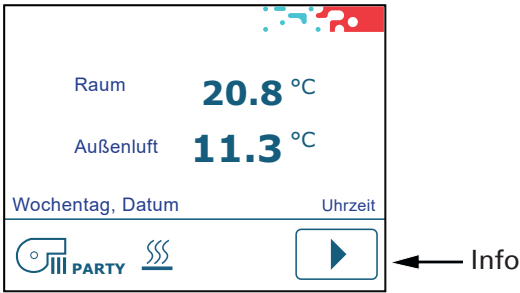 Raum 20.8 °C
Außenluft 11.3 °C
Wochentag, Datum Uhrzeit
PARTY
Info